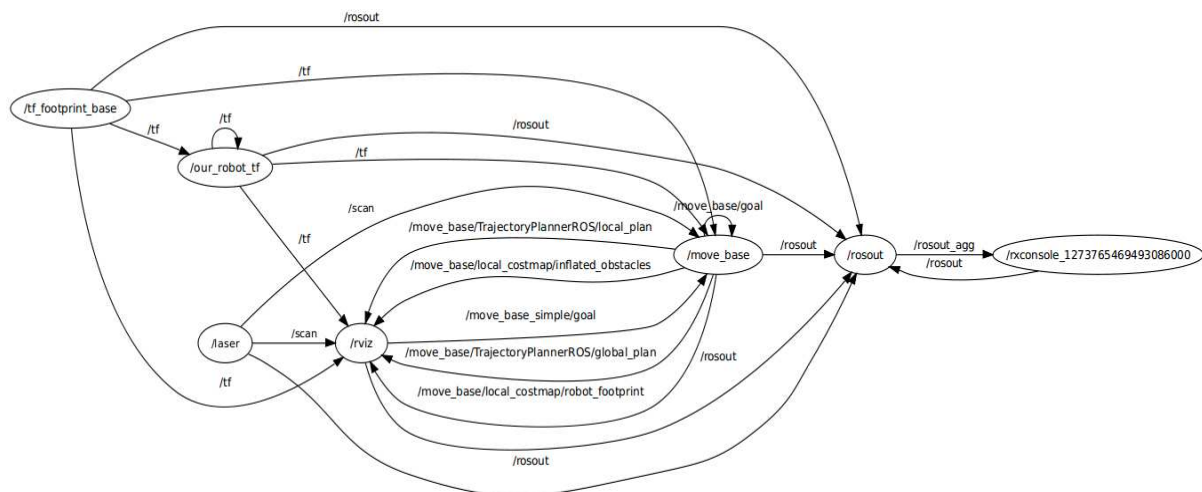 /rosout
/tf
/tf_footprint_base
/tf
/tf
/rosout
/our_robot_tf
/tf
/scan
/move_base/goal
/move_base/TrajectoryPlannerROS/local_plan
/tf
/move_base
/rosout
/rosout
/rosout_agg
/rxconsole_1273765469493086000
/rosout
/move_base/local_costmap/inflated_obstacles
/move_base_simple/goal
/laser
/scan
/rviz
/move_base/TrajectoryPlannerROS/global_plan
/rosout
/tf
/move_base/local_costmap/robot_footprint
/rosout